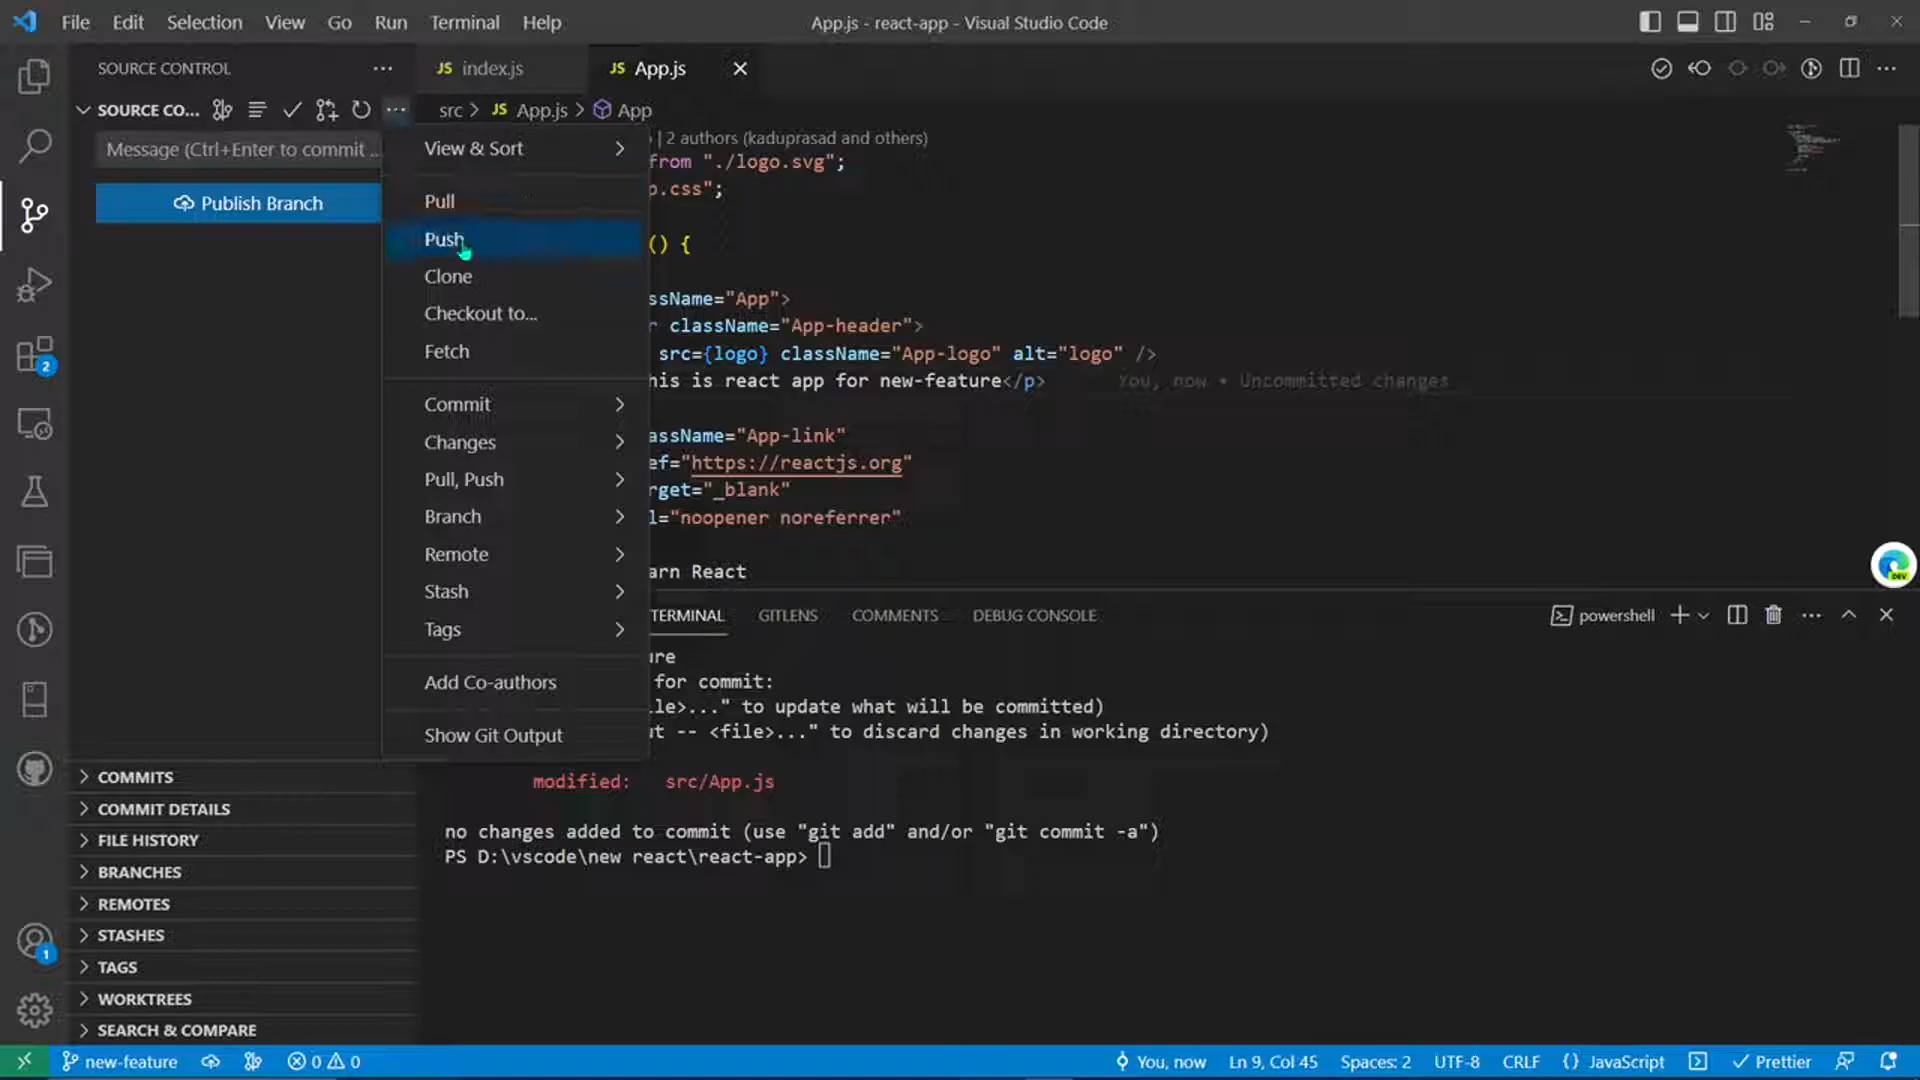 File Edit Selection View Go Run Terminal Help
App.js - react-app - Visual Studio Code
SOURCE CONTROL
SOURCE CO...
Message (Ctrl+Enter to commit ...
Publish Branch
COMMITS
COMMIT DETAILS
FILE HISTORY
BRANCHES
REMOTES
STASHES
TAGS
WORKTREES
SEARCH & COMPARE
2
1
View & Sort
Pull
Push
Clone
Checkout to...
Fetch
Commit
Changes
Pull, Push
Branch
Remote
Stash
Tags
Add Co-authors
Show Git Output
JS index.js
JS App.js
src > JS App.js > App
| 2 authors (kaduprasad and others)
from "./logo.svg";
p.css";
() {
ssName="App">
r className="App-header">
src={logo} className="App-logo" alt="logo" />
his is react app for new-feature</p> You, now • Uncommitted changes
assName="App-link"
ef="https://reactjs.org"
rget="_blank"
l="noopener noreferrer"
arn React
DEV
TERMINAL GITLENS COMMENTS DEBUG CONSOLE
powershell
ure
for commit:
ile>..." to update what will be committed)
ut -- <file>..." to discard changes in working directory)
modified: src/App.js
no changes added to commit (use "git add" and/or "git commit -a")
PS D:\vscode\new react\react-app>
new-feature 0 0 You, now Ln 9, Col 45 Spaces: 2 UTF-8 CRLF {} JavaScript Prettier